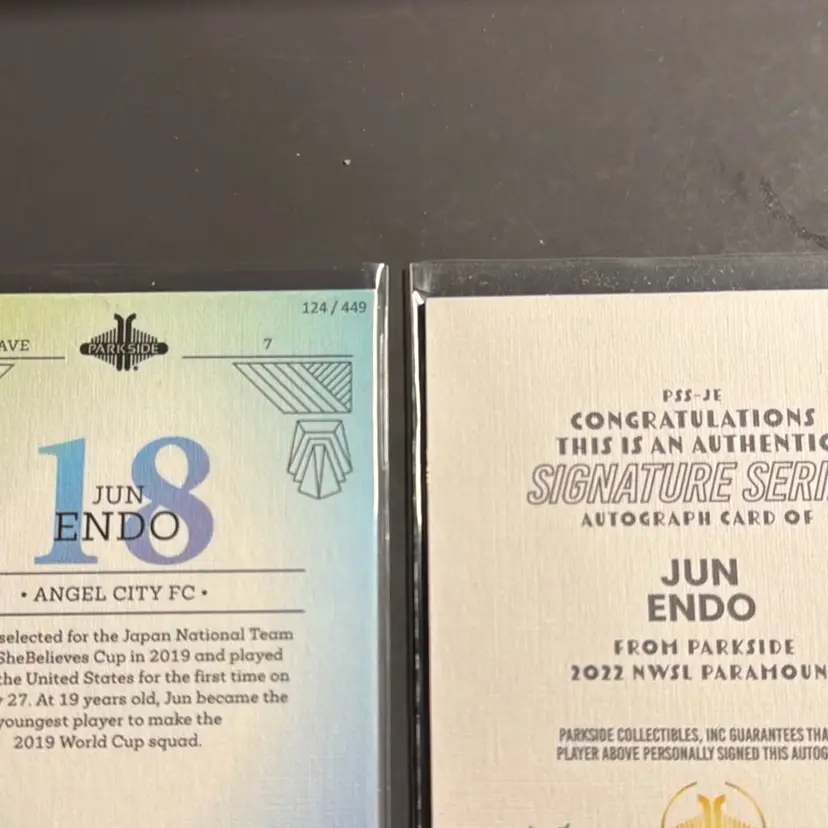 124 / 449
AVE
PARKSIDE
7
18
JUN
ENDO
• ANGEL CITY FC •
selected for the Japan National Team
SheBelieves Cup in 2019 and played
the United States for the first time on
27. At 19 years old, Jun became the
youngest player to make the
2019 World Cup squad.
PSS-JE
CONGRATULATIONS
THIS IS AN AUTHENTIC
SIGNATURE SERI
AUTOGRAPH CARD OF
JUN
ENDO
FROM PARKSIDE
2022 NWSL PARAMOUN
PARKSIDE COLLECTIBLES, INC GUARANTEES THA
PLAYER ABOVE PERSONALLY SIGNED THIS AUTOG